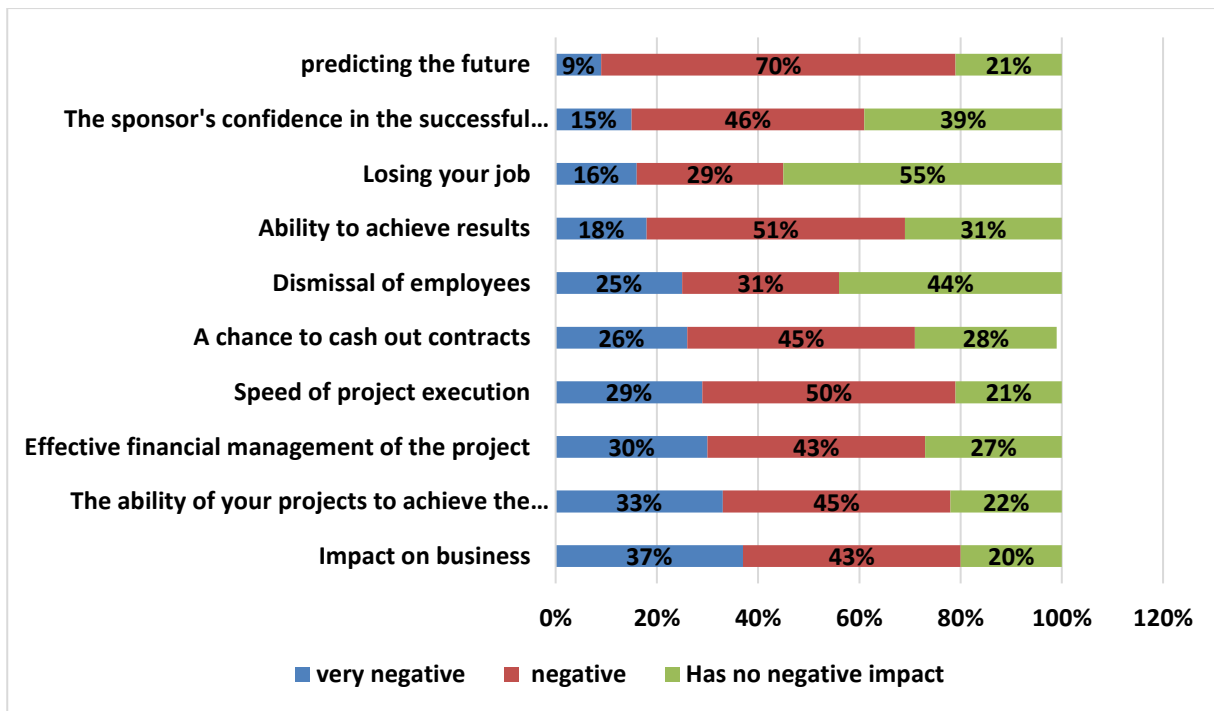 predicting the future 9% 70% 21%
The sponsor's confidence in the successful... 15% 46% 39%
Losing your job 16% 29% 55%
Ability to achieve results 18% 51% 31%
Dismissal of employees 25% 31% 44%
A chance to cash out contracts 26% 45% 28%
Speed of project execution 29% 50% 21%
Effective financial management of the project 30% 43% 27%
The ability of your projects to achieve the... 33% 45% 22%
Impact on business 37% 43% 20%
0% 20% 40% 60% 80% 100% 120%
very negative negative Has no negative impact